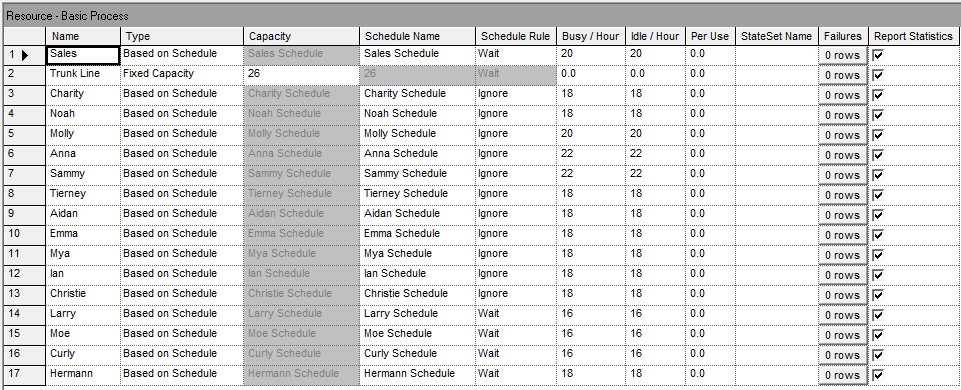 Resource - Basic Process
Name Type Capacity Schedule Name Schedule Rule Busy / Hour Idle / Hour Per Use StateSet Name Failures Report Statistics
1 Sales Based on Schedule Sales Schedule Sales Schedule Wait 20 20 0.0 0 rows
2 Trunk Line Fixed Capacity 26 26 Wait 0.0 0.0 0.0 0 rows
3 Charity Based on Schedule Charity Schedule Charity Schedule Ignore 18 18 0.0 0 rows
4 Noah Based on Schedule Noah Schedule Noah Schedule Ignore 18 18 0.0 0 rows
5 Molly Based on Schedule Molly Schedule Molly Schedule Ignore 20 20 0.0 0 rows
6 Anna Based on Schedule Anna Schedule Anna Schedule Ignore 22 22 0.0 0 rows
7 Sammy Based on Schedule Sammy Schedule Sammy Schedule Ignore 22 22 0.0 0 rows
8 Tierney Based on Schedule Tierney Schedule Tierney Schedule Ignore 18 18 0.0 0 rows
9 Aidan Based on Schedule Aidan Schedule Aidan Schedule Ignore 18 18 0.0 0 rows
10 Emma Based on Schedule Emma Schedule Emma Schedule Ignore 18 18 0.0 0 rows
11 Mya Based on Schedule Mya Schedule Mya Schedule Ignore 18 18 0.0 0 rows
12 Ian Based on Schedule Ian Schedule Ian Schedule Ignore 18 18 0.0 0 rows
13 Christie Based on Schedule Christie Schedule Christie Schedule Ignore 18 18 0.0 0 rows
14 Larry Based on Schedule Larry Schedule Larry Schedule Wait 16 16 0.0 0 rows
15 Moe Based on Schedule Moe Schedule Moe Schedule Wait 16 16 0.0 0 rows
16 Curly Based on Schedule Curly Schedule Curly Schedule Wait 16 16 0.0 0 rows
17 Hermann Based on Schedule Hermann Schedule Hermann Schedule Wait 18 18 0.0 0 rows